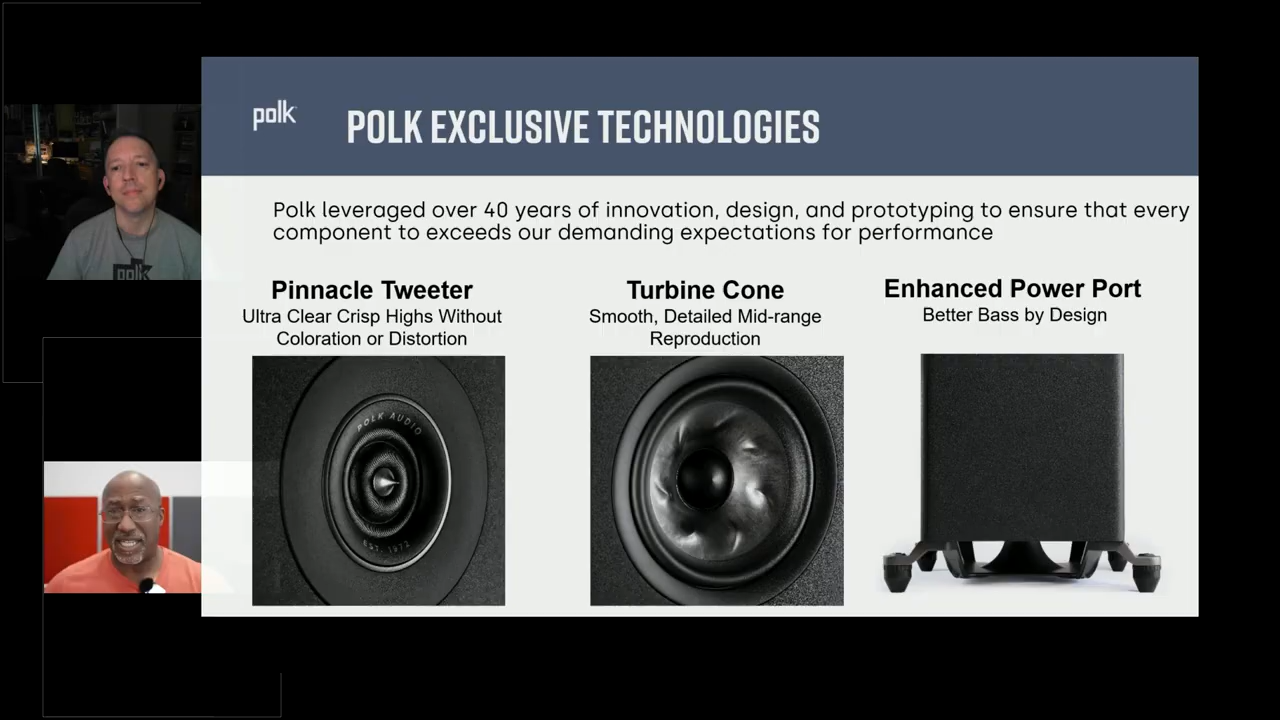 polk
POLK EXCLUSIVE TECHNOLOGIES
Polk leveraged over 40 years of innovation, design, and prototyping to ensure that every
component to exceeds our demanding expectations for performance
Pinnacle Tweeter
Ultra Clear Crisp Highs Without
Coloration or Distortion
Turbine Cone
Smooth, Detailed Mid-range
Reproduction
Enhanced Power Port
Better Bass by Design
POLK AUDIO
EST. 1972
polk